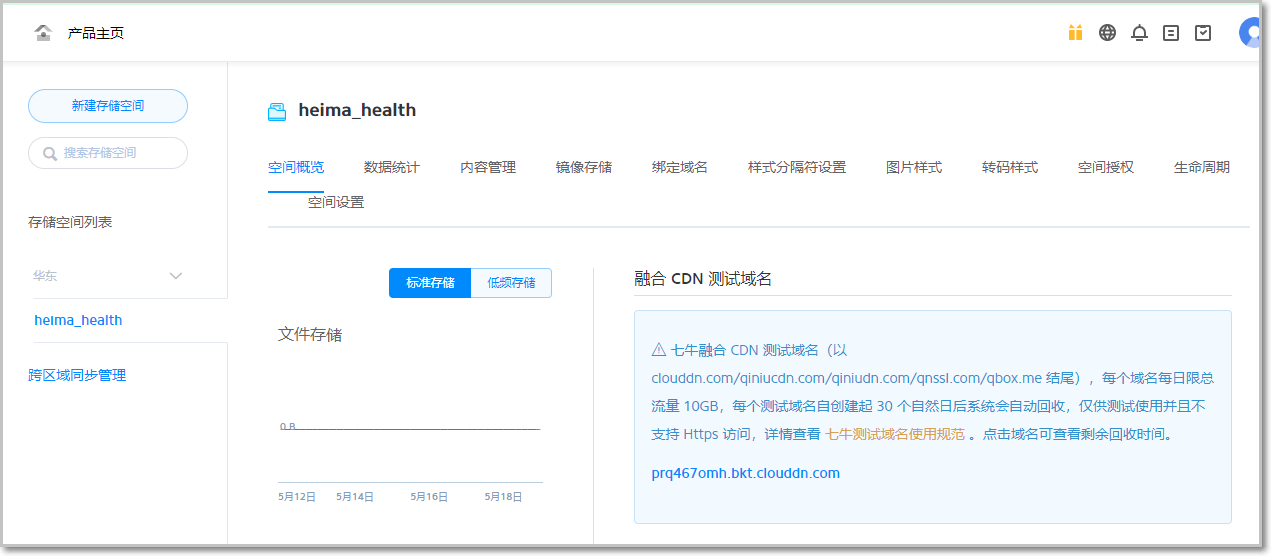 产品主页
新建存储空间
搜索存储空间
存储空间列表
华东
heima_health
跨区域同步管理
heima_health
空间概览 数据统计 内容管理 镜像存储 绑定域名 样式分隔符设置 图片样式 转码样式 空间授权 生命周期
空间设置
标准存储 低频存储
文件存储
0 B
5月12日 5月14日 5月16日 5月18日
融合 CDN 测试域名
七牛融合 CDN 测试域名（以
clouddn.com/qiniucdn.com/qiniudn.com/qnssl.com/qbox.me 结尾），每个域名每日限总
流量 10GB，每个测试域名自创建起 30 个自然日后系统会自动回收，仅供测试使用并且不
支持 Https 访问，详情查看 七牛测试域名使用规范 。点击域名可查看剩余回收时间。
prq467omh.bkt.clouddn.com